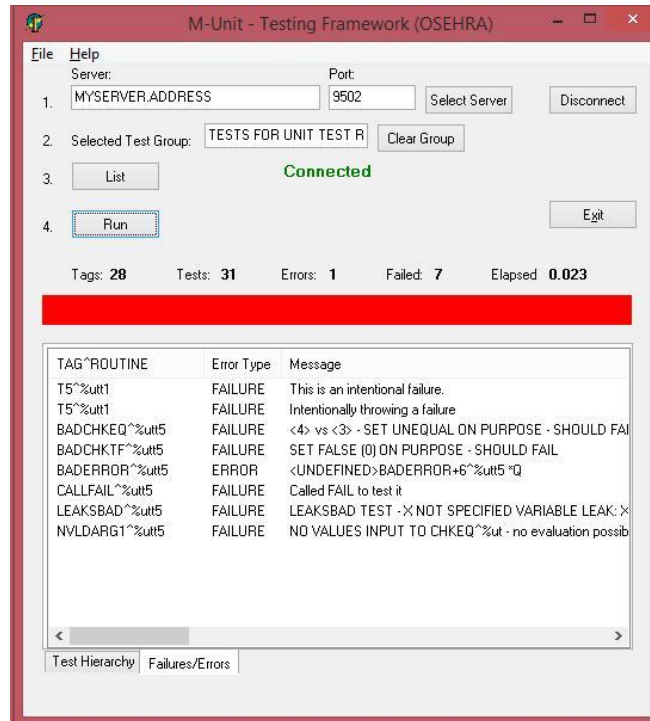 M-Unit - Testing Framework (OSEHRA)
File Help
Server: Port:
1. MYSERVER.ADDRESS 9502 Select Server Disconnect
2. Selected Test Group: TESTS FOR UNIT TEST R Clear Group
3. List Connected
4. Run Exit
Tags: 28 Tests: 31 Errors: 1 Failed: 7 Elapsed 0.023
TAG^ROUTINE Error Type Message
T5^%utt1 FAILURE This is an intentional failure.
T5^%utt1 FAILURE Intentionally throwing a failure
BADCHKEQ^%utt5 FAILURE <4> vs <3> - SET UNEQUAL ON PURPOSE - SHOULD FAI
BADCHKTF^%utt5 FAILURE SET FALSE (0) ON PURPOSE - SHOULD FAIL
BADERROR^%utt5 ERROR <UNDEFINED>BADERROR+6^%utt5 *Q
CALLFAIL^%utt5 FAILURE Called FAIL to test it
LEAKSBAD^%utt5 FAILURE LEAKSBAD TEST - X NOT SPECIFIED VARIABLE LEAK: X
NVLDARG1^%utt5 FAILURE NO VALUES INPUT TO CHKEQ^%ut - no evaluation possib
Test Hierarchy Failures/Errors